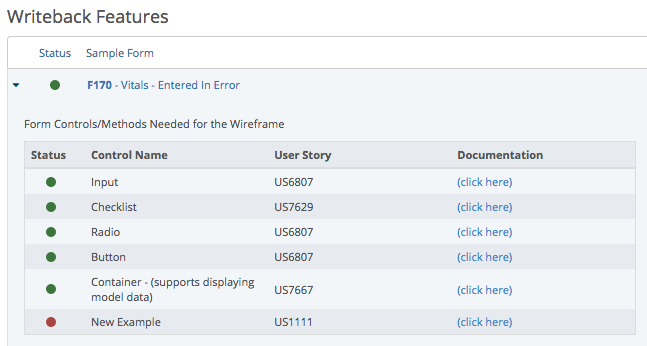 Writeback Features
Status Sample Form
F170 - Vitals - Entered In Error
Form Controls/Methods Needed for the Wireframe
Status Control Name User Story Documentation
Input US6807 (click here)
Checklist US7629 (click here)
Radio US6807 (click here)
Button US6807 (click here)
Container - (supports displaying
model data) US7667 (click here)
New Example US1111 (click here)